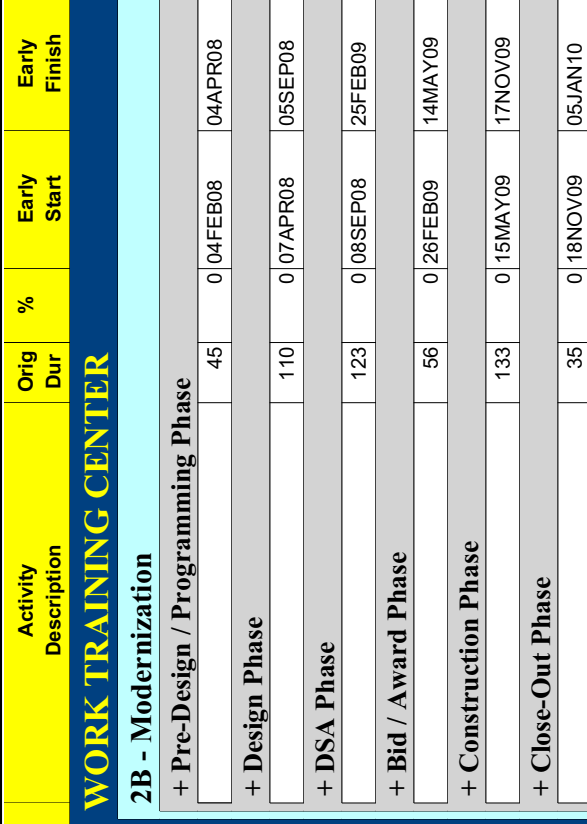 Activity Description Orig Dur % Early Start Early Finish
WORK TRAINING CENTER
2B - Modernization
+ Pre-Design / Programming Phase
45 0 04FEB08 04APR08
+ Design Phase
110 0 07APR08 05SEP08
+ DSA Phase
123 0 08SEP08 25FEB09
+ Bid / Award Phase
56 0 26FEB09 14MAY09
+ Construction Phase
133 0 15MAY09 17NOV09
+ Close-Out Phase
35 0 18NOV09 05JAN10